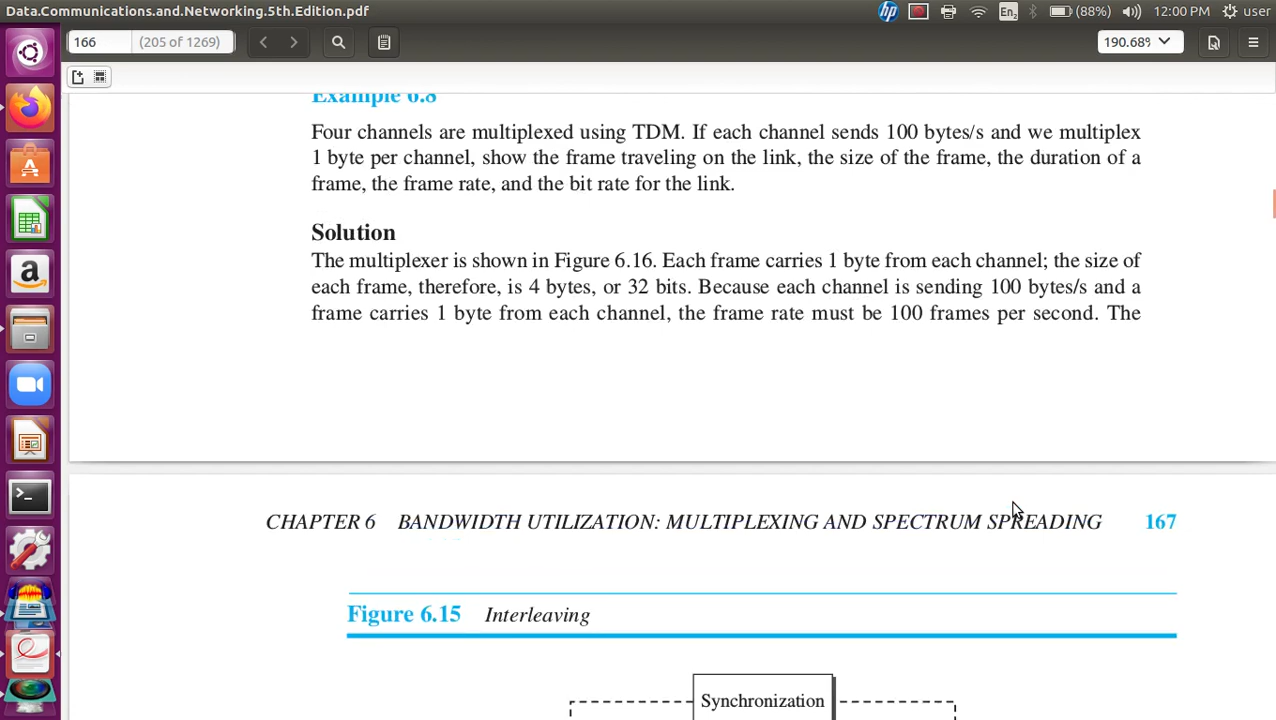 Data.Communications.and.Networking.5th.Edition.pdf
En2
(88%)
12:00 PM
user
166
(205 of 1269)
190.68%
Example 6.8
Four channels are multiplexed using TDM. If each channel sends 100 bytes/s and we multiplex
1 byte per channel, show the frame traveling on the link, the size of the frame, the duration of a
frame, the frame rate, and the bit rate for the link.
Solution
The multiplexer is shown in Figure 6.16. Each frame carries 1 byte from each channel; the size of
each frame, therefore, is 4 bytes, or 32 bits. Because each channel is sending 100 bytes/s and a
frame carries 1 byte from each channel, the frame rate must be 100 frames per second. The
CHAPTER 6 BANDWIDTH UTILIZATION: MULTIPLEXING AND SPECTRUM SPREADING 167
Figure 6.15 Interleaving
Synchronization